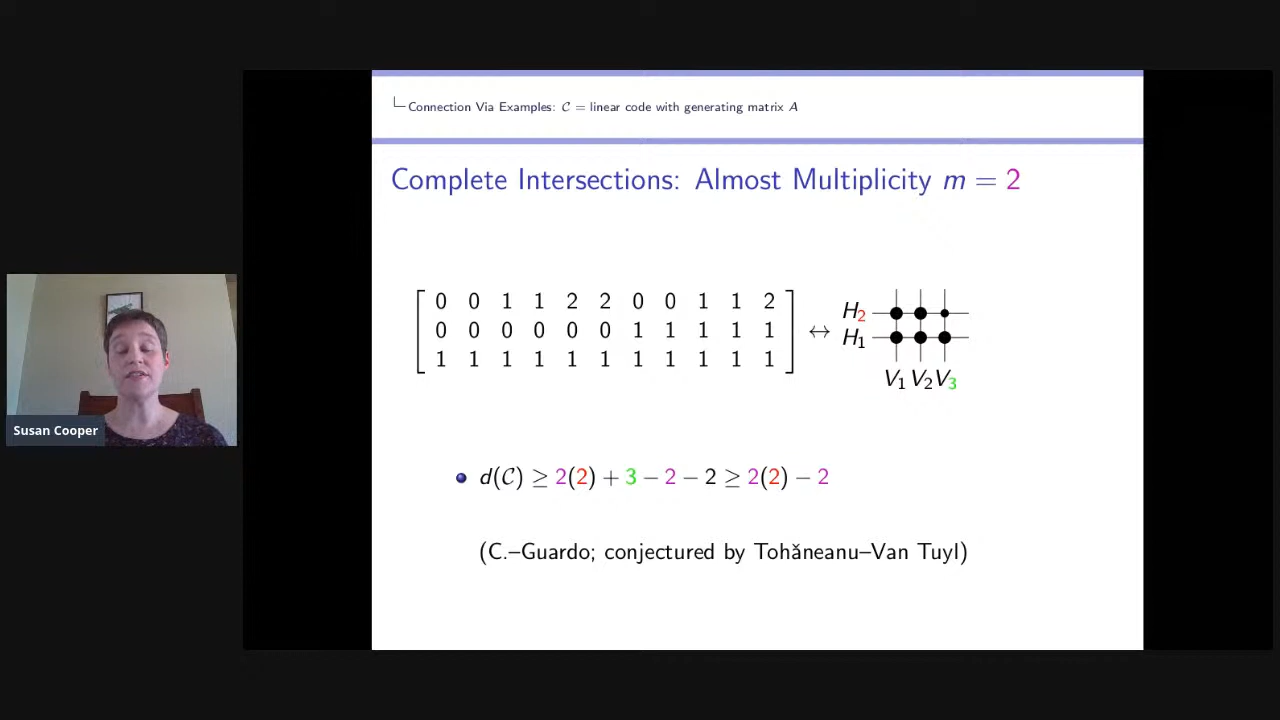 Connection Via Examples: 𝒞 = linear code with generating matrix A
Complete Intersections: Almost Multiplicity m = 2
0 0 1 1 2 2 0 0 1 1 2
0 0 0 0 0 0 1 1 1 1 1
1 1 1 1 1 1 1 1 1 1 1
↔
H₂
H₁
V₁ V₂ V₃
Susan Cooper
d(𝒞) ≥ 2(2) + 3 − 2 − 2 ≥ 2(2) − 2
(C.–Guardo; conjectured by Tohǎneanu–Van Tuyl)